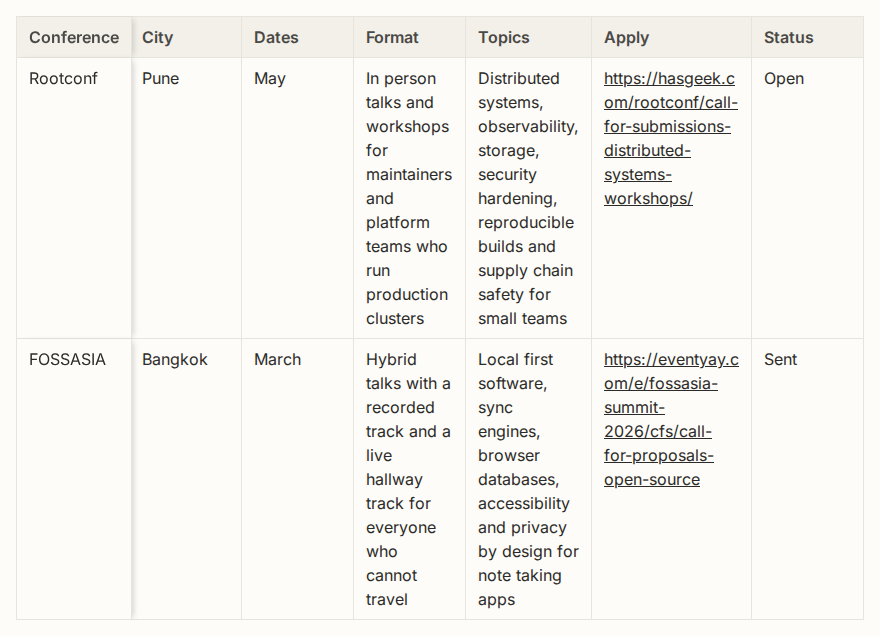 Conference City Dates Format Topics Apply Status
Rootconf Pune May In person Distributed https://hasgeek.c Open
talks and systems, om/rootconf/call-
workshops observability, for-submissions-
for storage, distributed-
maintainers security systems-
and hardening, workshops/
platform reproducible
teams who builds and
run supply chain
production safety for
clusters small teams
FOSSASIA Bangkok March Hybrid Local first https://eventyay.c Sent
talks with a software, om/e/fossasia-
recorded sync summit-
track and a engines, 2026/cfs/call-
live browser for-proposals-
hallway databases, open-source
track for accessibility
everyone and privacy
who by design for
cannot note taking
travel apps